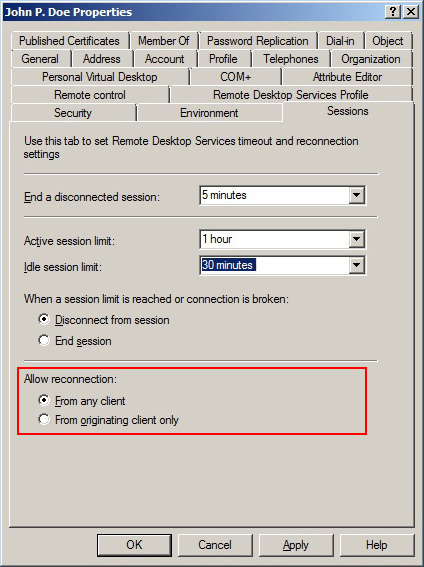 John P. Doe Properties
Published Certificates Member Of Password Replication Dial-in Object
General Address Account Profile Telephones Organization
Personal Virtual Desktop COM+ Attribute Editor
Remote control Remote Desktop Services Profile
Security Environment Sessions
Use this tab to set Remote Desktop Services timeout and reconnection
settings
End a disconnected session: 5 minutes
Active session limit: 1 hour
Idle session limit: 30 minutes
When a session limit is reached or connection is broken:
Disconnect from session
End session
Allow reconnection:
From any client
From originating client only
OK Cancel Apply Help